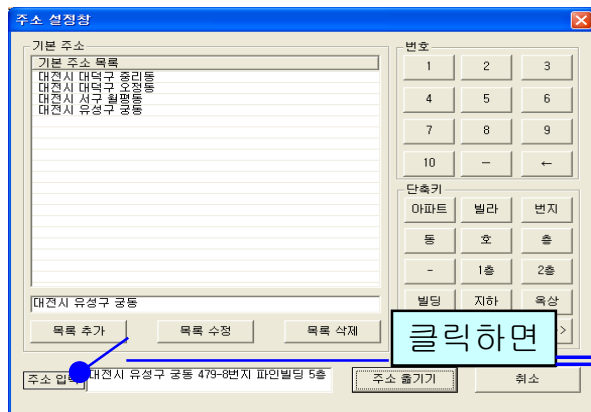 주소 설정창
기본 주소
기본 주소 목록
대전시 대덕구 중리동
대전시 대덕구 오정동
대전시 서구 월평동
대전시 유성구 궁동
대전시 유성구 궁동
목록 추가 목록 수정 목록 삭제
번호
1 2 3
4 5 6
7 8 9
10 - ←
단축키
아파트 빌라 번지
동 호 층
- 1층 2층
빌딩 지하 옥상
>
클릭하면
주소 입력 대전시 유성구 궁동 479-8번지 파인빌딩 5층 주소 옮기기 취소